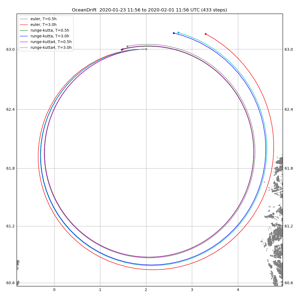 OceanDrift 2020-01-23 11:56 to 2020-02-01 11:56 UTC (433 steps)
euler, T=0.5h
euler, T=3.0h
runge-kutta, T=0.5h
runge-kutta, T=3.0h
runge-kutta4, T=0.5h
runge-kutta4, T=3.0h
63.0 63.0
62.4 62.4
61.8 61.8
61.2 61.2
60.6 60.6
0 1 2 3 4